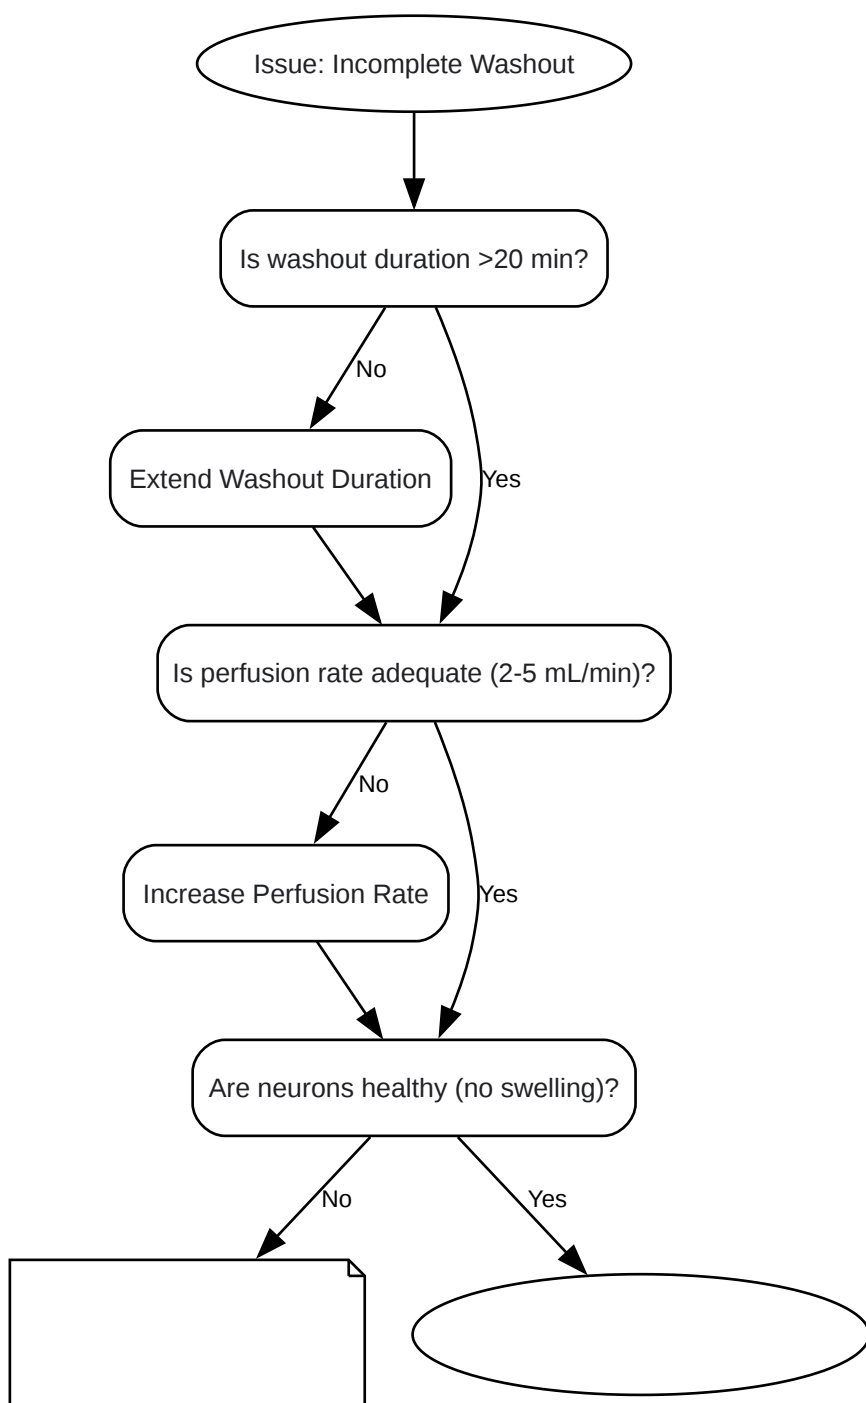 Issue: Incomplete Washout
Is washout duration >20 min?
No
Extend Washout Duration
Yes
Is perfusion rate adequate (2-5 mL/min)?
No
Increase Perfusion Rate
Yes
Are neurons healthy (no swelling)?
No
Yes